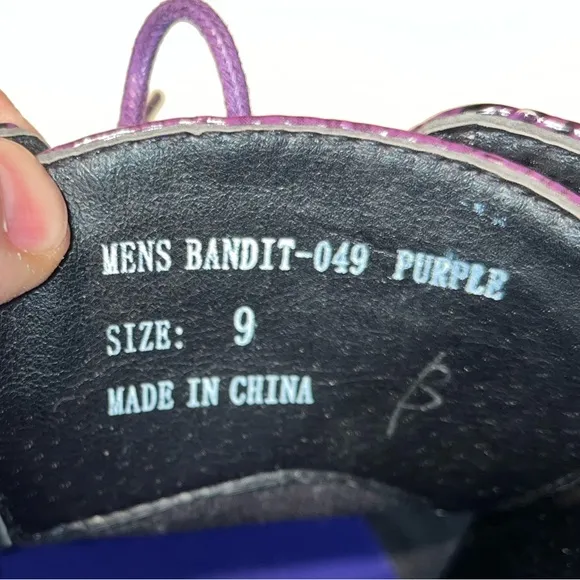 MENS BANDIT-049 PURPLE
SIZE: 9
MADE IN CHINA